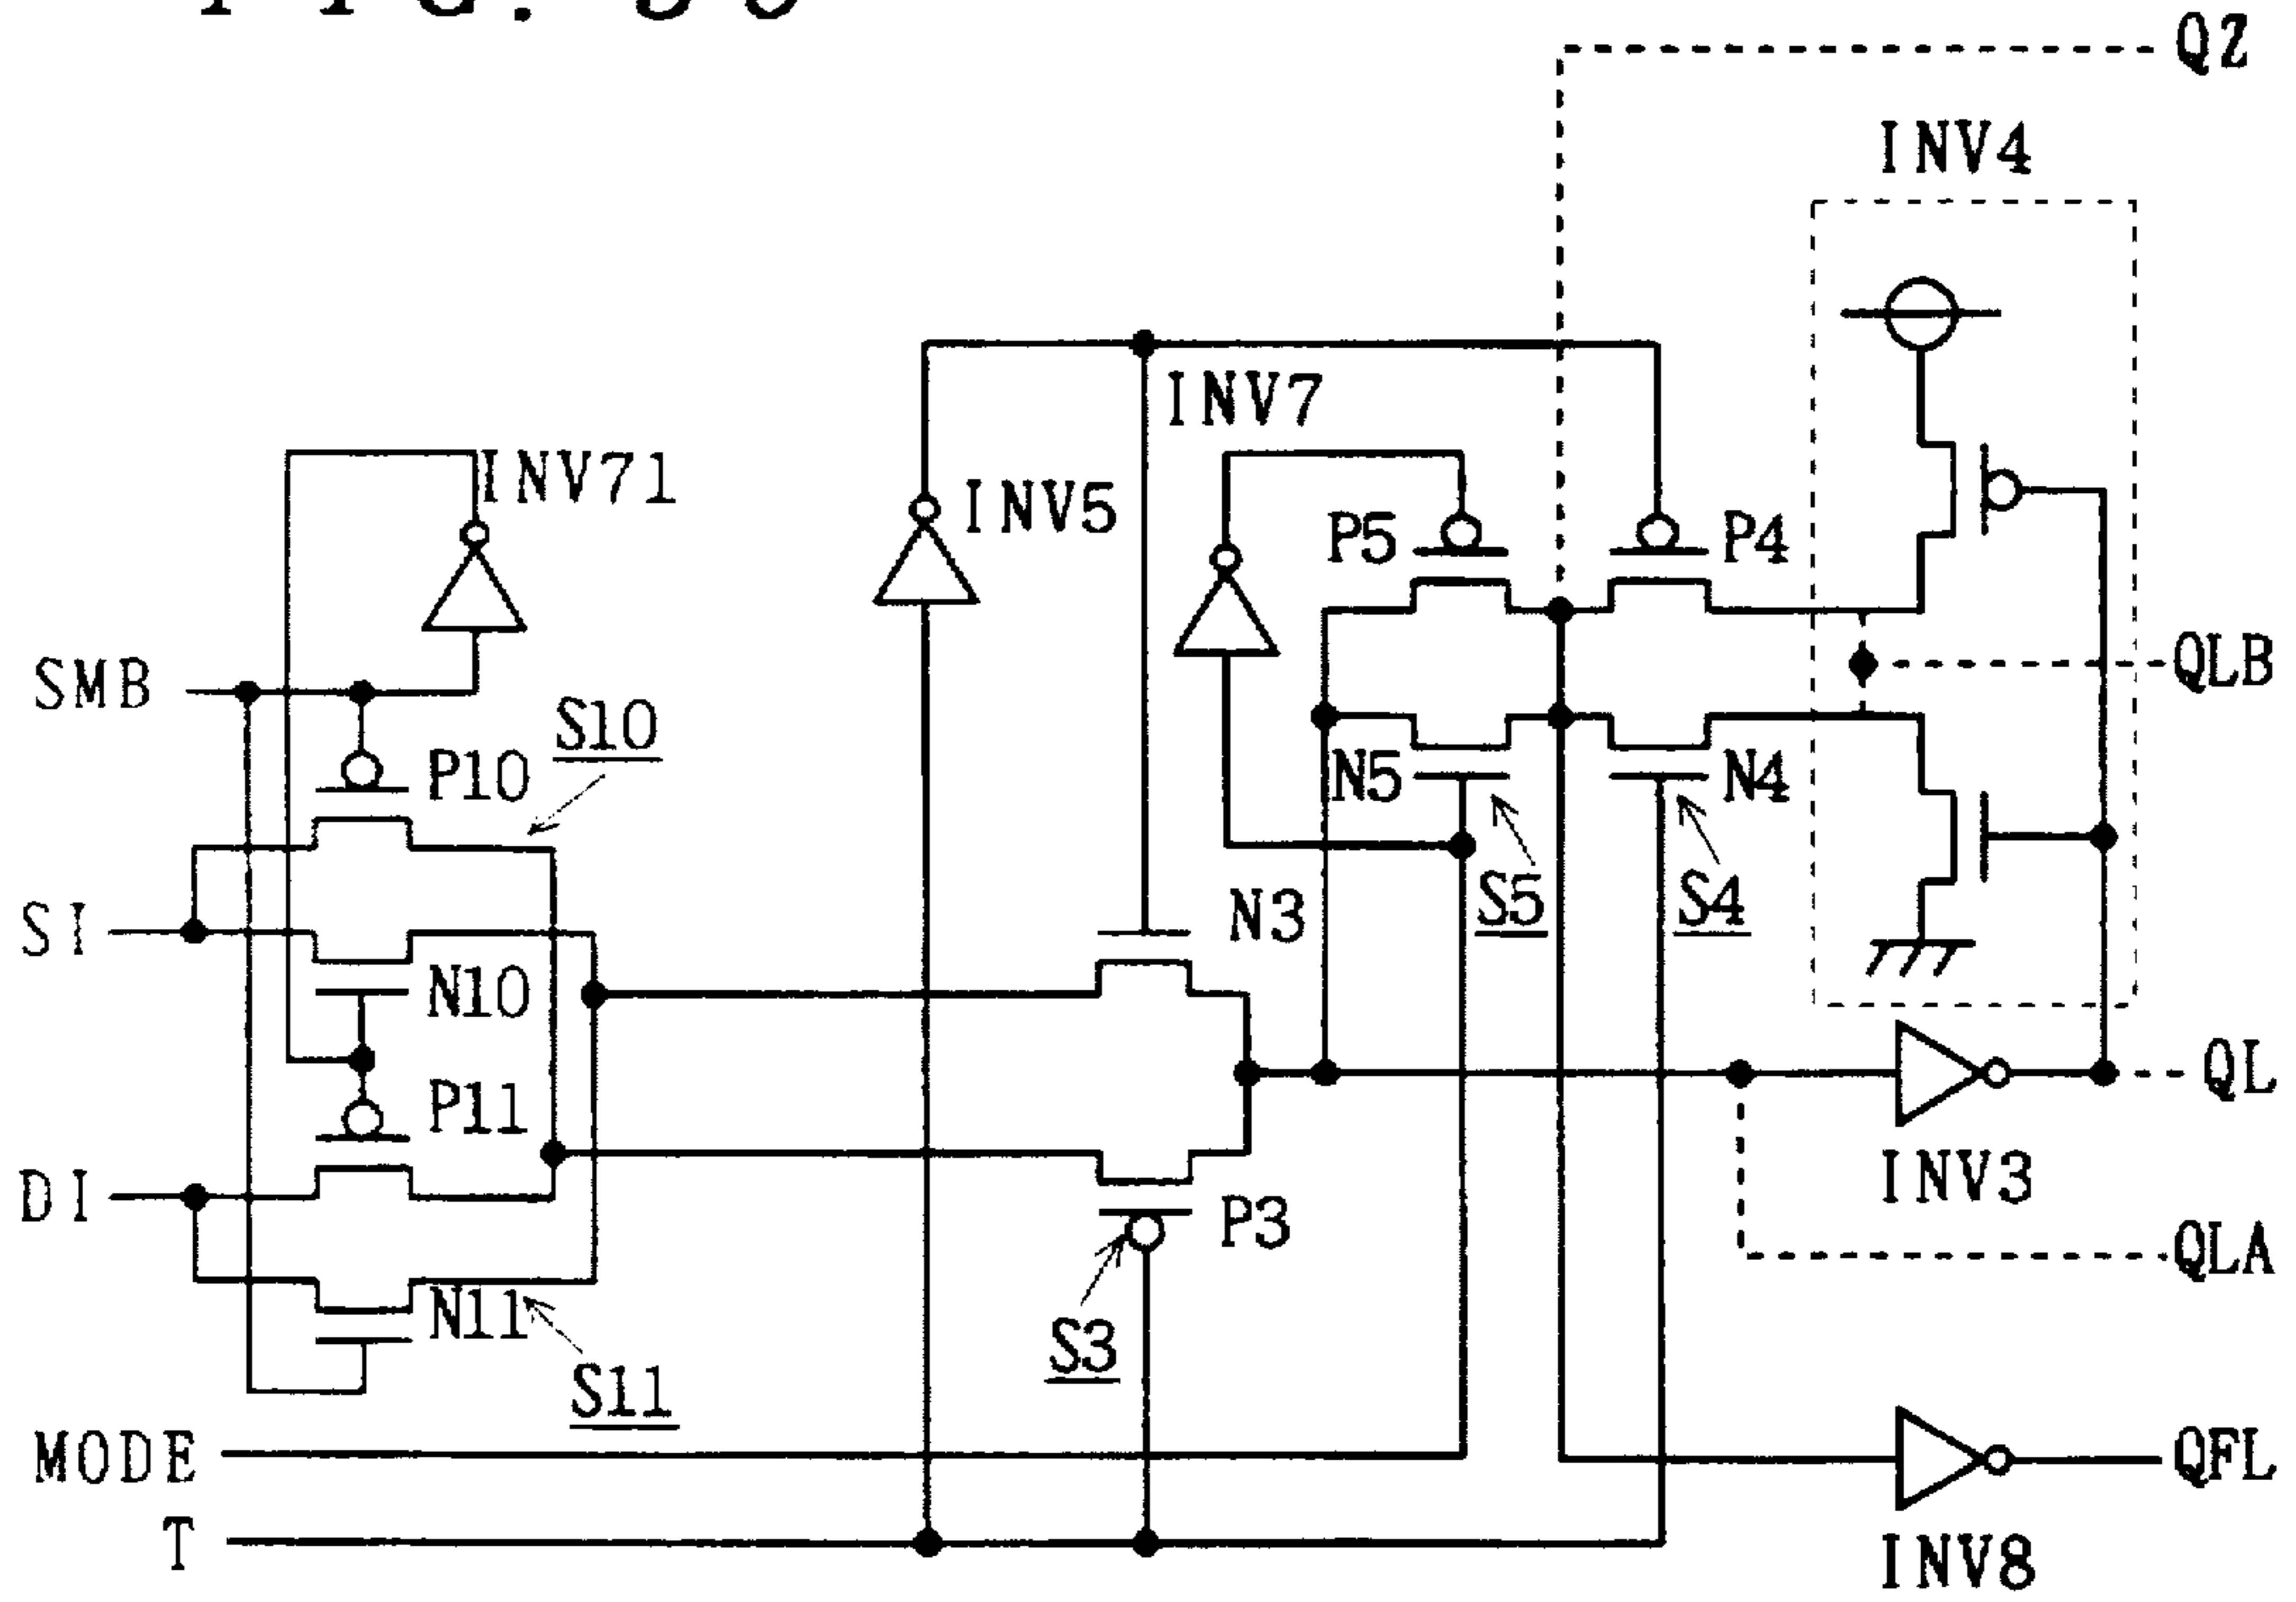 QZ
INV4
INV7
INV71
INV5
P5
P4
SMB
S10
QLB
P10
N5
N4
S5
S4
SI
N3
N10
QL
P11
INV3
DI
P3
QLA
N11
S3
S11
MODE
QFL
T
INV8